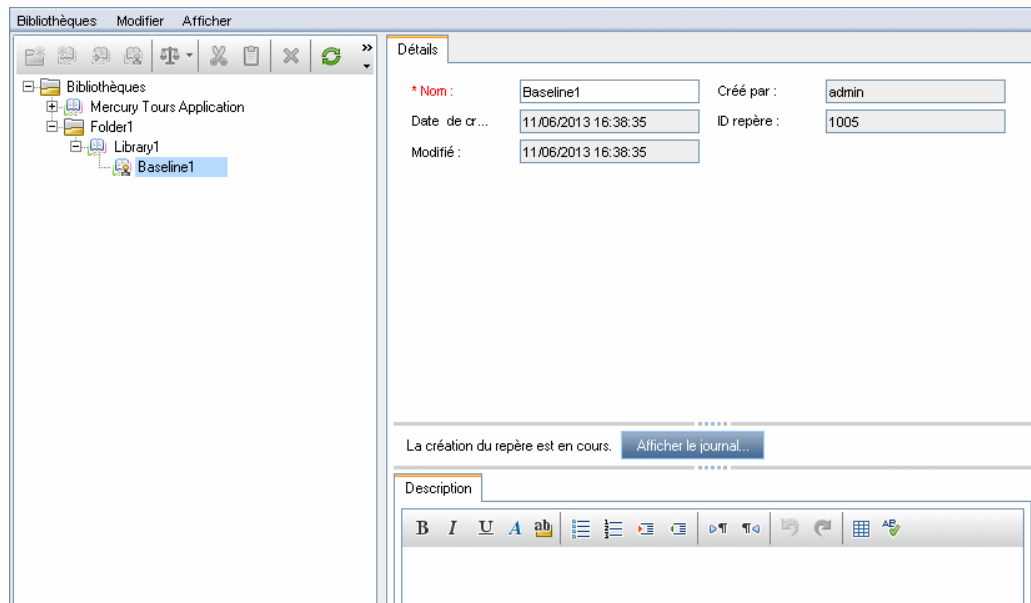 Bibliothèques Modifier Afficher
»
Bibliothèques
Mercury Tours Application
Folder1
Library1
Baseline1
Détails
* Nom : Baseline1 Créé par : admin
Date de cr... 11/06/2013 16:38:35 ID repère : 1005
Modifié : 11/06/2013 16:38:35
La création du repère est en cours. Afficher le journal...
Description
B I U A ab